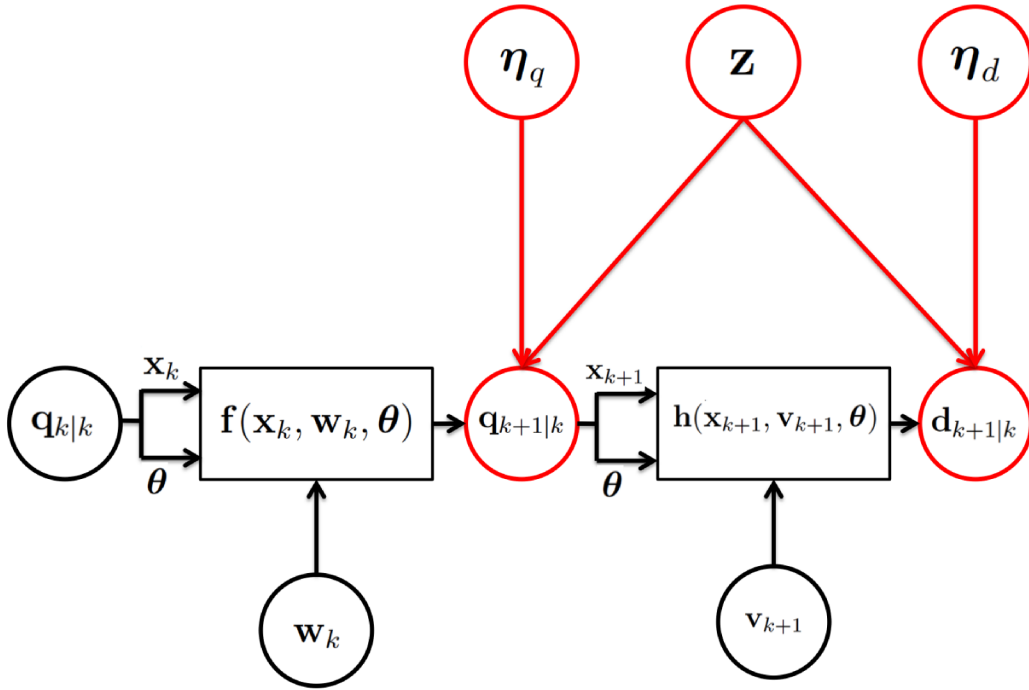 η_q
z
η_d
x_k
x_{k+1}
q_{k|k}
f(x_k, w_k, θ)
q_{k+1|k}
h(x_{k+1}, v_{k+1}, θ)
d_{k+1|k}
θ
θ
w_k
v_{k+1}